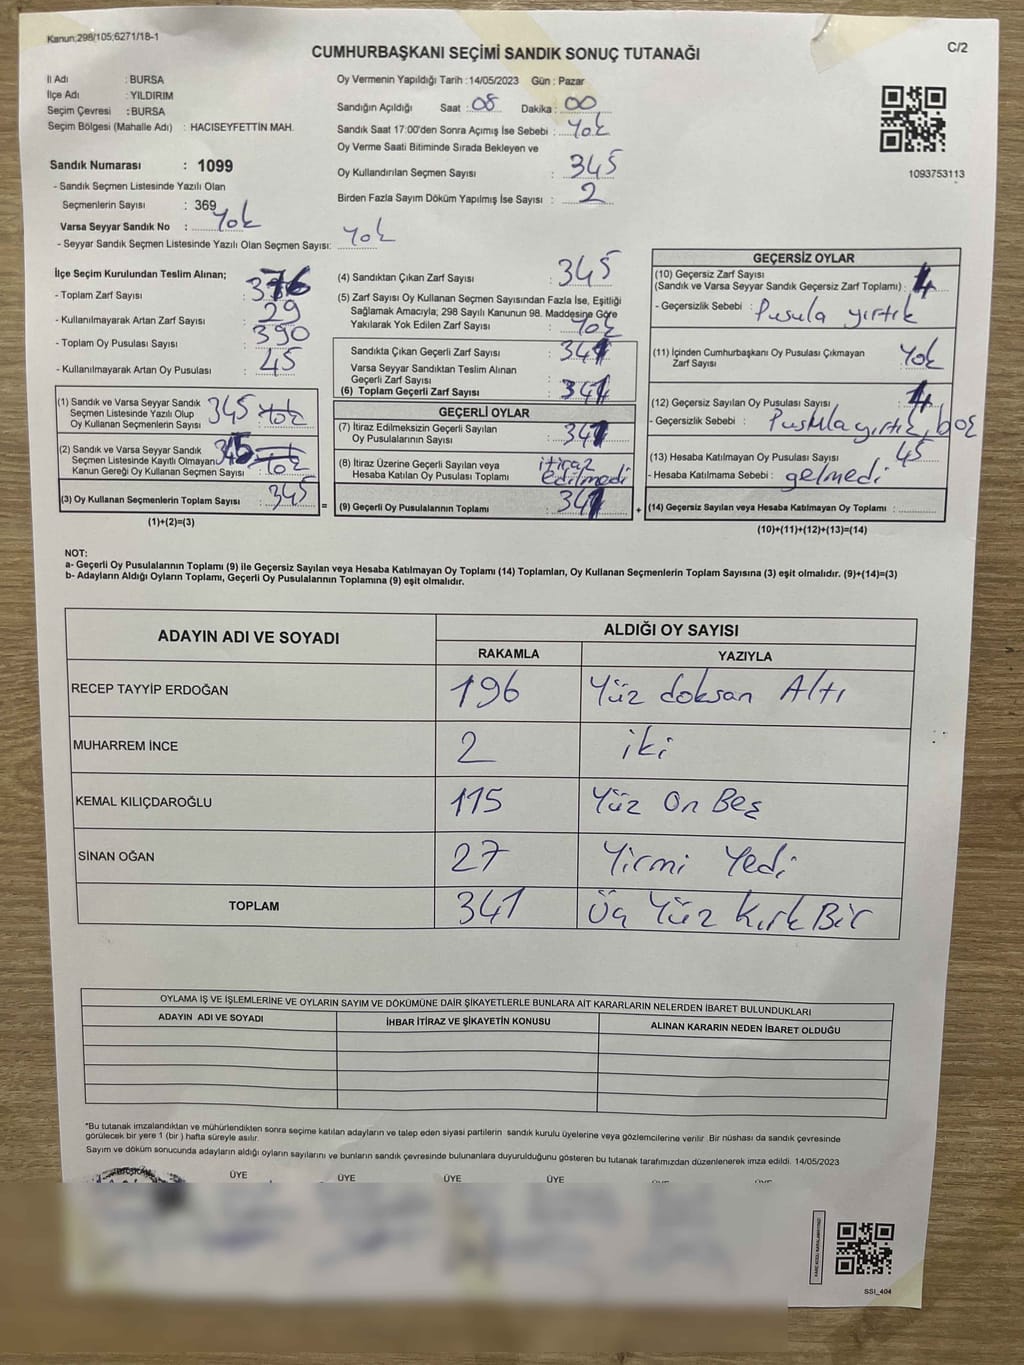 Kanun:298/105;6271/18-1
C/2
CUMHURBAŞKANI SEÇİMİ SANDIK SONUÇ TUTANAĞI
İl Adı : BURSA
İlçe Adı : YILDIRIM
Seçim Çevresi : BURSA
Seçim Bölgesi (Mahalle Adı) : HACISEYFETTİN MAH.
Sandık Numarası : 1099
- Sandık Seçmen Listesinde Yazılı Olan
Seçmenlerin Sayısı : 369
Varsa Seyyar Sandık No : Yok
- Seyyar Sandık Seçmen Listesinde Yazılı Olan Seçmen Sayısı: Yok
Oy Vermenin Yapıldığı Tarih :14/05/2023 Gün : Pazar
Sandığın Açıldığı Saat : 08 Dakika : 00
Sandık Saat 17:00'den Sonra Açımış İse Sebebi : Yok
Oy Verme Saati Bitiminde Sırada Bekleyen ve
Oy Kullandırılan Seçmen Sayısı : 345
Birden Fazla Sayım Döküm Yapılmış İse Sayısı : 2
1093753113
İlçe Seçim Kurulundan Teslim Alınan;
- Toplam Zarf Sayısı : 376
- Kullanılmayarak Artan Zarf Sayısı : 29
- Toplam Oy Pusulası Sayısı : 390
- Kullanılmayarak Artan Oy Pusulası : 45
(1) Sandık ve Varsa Seyyar Sandık
Seçmen Listesinde Yazılı Olup
Oy Kullanan Seçmenlerin Sayısı : 345 Yok
(2) Sandık ve Varsa Seyyar Sandık
Seçmen Listesinde Kayıtlı Olmayan
Kanun Gereği Oy Kullanan Seçmen Sayısı : Yok
(3) Oy Kullanan Seçmenlerin Toplam Sayısı : 345
(1)+(2)=(3)
(4) Sandıktan Çıkan Zarf Sayısı : 345
(5) Zarf Sayısı Oy Kullanan Seçmen Sayısından Fazla İse, Eşitliği
Sağlamak Amacıyla; 298 Sayılı Kanunun 98. Maddesine Göre
Yakılarak Yok Edilen Zarf Sayısı : Yok
Sandıkta Çıkan Geçerli Zarf Sayısı : 341
Varsa Seyyar Sandıktan Teslim Alınan
Geçerli Zarf Sayısı
(6) Toplam Geçerli Zarf Sayısı : 341
GEÇERLİ OYLAR
(7) İtiraz Edilmeksizin Geçerli Sayılan
Oy Pusulalarının Sayısı : 341
(8) İtiraz Üzerine Geçerli Sayılan veya
Hesaba Katılan Oy Pusulası Toplamı : itiraz edilmedi
= (9) Geçerli Oy Pusulalarının Toplamı : 341 +
GEÇERSİZ OYLAR
(10) Geçersiz Zarf Sayısı
(Sandık ve Varsa Seyyar Sandık Geçersiz Zarf Toplamı) : 4
- Geçersizlik Sebebi : Pusula yırtık
(11) İçinden Cumhurbaşkanı Oy Pusulası Çıkmayan
Zarf Sayısı : Yok
(12) Geçersiz Sayılan Oy Pusulası Sayısı : 4
- Geçersizlik Sebebi : Pusula yırtık, boş
(13) Hesaba Katılmayan Oy Pusulası Sayısı : 45
- Hesaba Katılmama Sebebi : gelmedi
(14) Geçersiz Sayılan veya Hesaba Katılmayan Oy Toplamı :
(10)+(11)+(12)+(13)=(14)
NOT:
a- Geçerli Oy Pusulalarının Toplamı (9) ile Geçersiz Sayılan veya Hesaba Katılmayan Oy Toplamı (14) Toplamları, Oy Kullanan Seçmenlerin Toplam Sayısına (3) eşit olmalıdır. (9)+(14)=(3)
b- Adayların Aldığı Oyların Toplamı, Geçerli Oy Pusulalarının Toplamına (9) eşit olmalıdır.
ADAYIN ADI VE SOYADI
ALDIĞI OY SAYISI
RAKAMLA YAZIYLA
RECEP TAYYİP ERDOĞAN 196 Yüz doksan Altı
MUHARREM İNCE 2 iki
KEMAL KILIÇDAROĞLU 115 Yüz On Beş
SİNAN OĞAN 27 Yirmi Yedi
TOPLAM 341 Üç Yüz Kırk Bir
OYLAMA İŞ VE İŞLEMLERİNE VE OYLARIN SAYIM VE DÖKÜMÜNE DAİR ŞİKAYETLERLE BUNLARA AİT KARARLARIN NELERDEN İBARET BULUNDUKLARI
ADAYIN ADI VE SOYADI İHBAR İTİRAZ VE ŞİKAYETİN KONUSU ALINAN KARARIN NEDEN İBARET OLDUĞU
*Bu tutanak imzalandıktan ve mühürlendikten sonra seçime katılan adayların ve talep eden siyasi partilerin sandık kurulu üyelerine veya gözlemcilerine verilir. Bir nüshası da sandık çevresinde
görülecek bir yere 1 (bir) hafta süreyle asılır.
Sayım ve döküm sonucunda adayların aldığı oyların sayılarını ve bunların sandık çevresinde bulunanlara duyurulduğunu gösteren bu tutanak tarafımızdan düzenlenerek imza edildi. 14/05/2023
ÜYE ÜYE ÜYE ÜYE
SSI_404